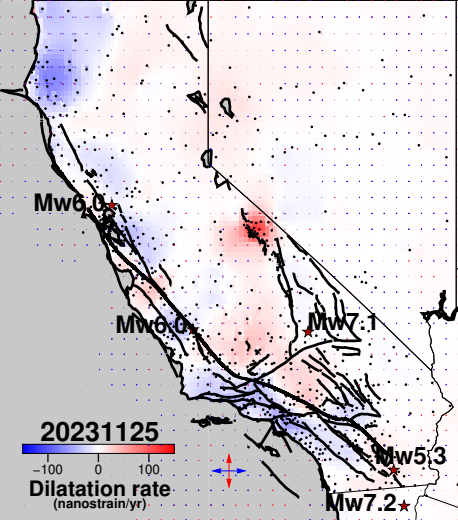 Mw6.0
Mw6.0
Mw7.1
20231125
−100 0 100
Dilatation rate
(nanostrain/yr)
Mw5.3
Mw7.2